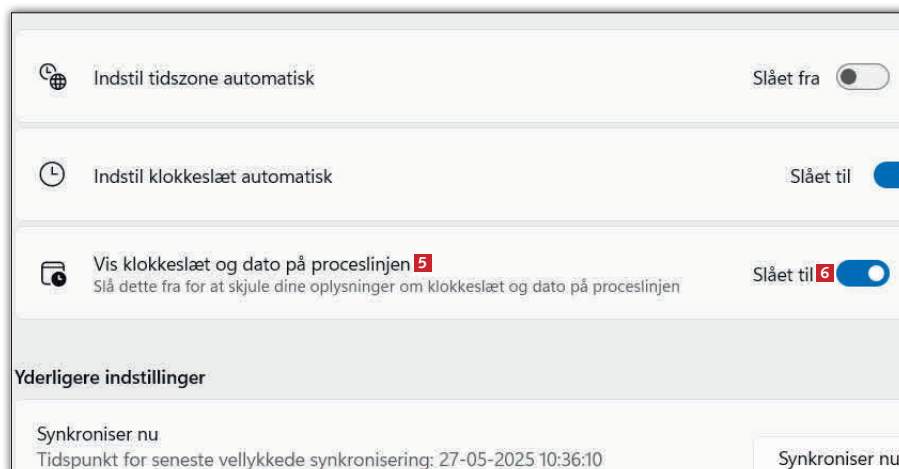 Indstil tidszone automatisk
Slået fra
Indstil klokkeslæt automatisk
Slået til
Vis klokkeslæt og dato på proceslinjen 5
Slå dette fra for at skjule dine oplysninger om klokkeslæt og dato på proceslinjen
Slået til 6
Yderligere indstillinger
Synkroniser nu
Tidspunkt for seneste vellykkede synkronisering: 27-05-2025 10:36:10
Synkroniser nu